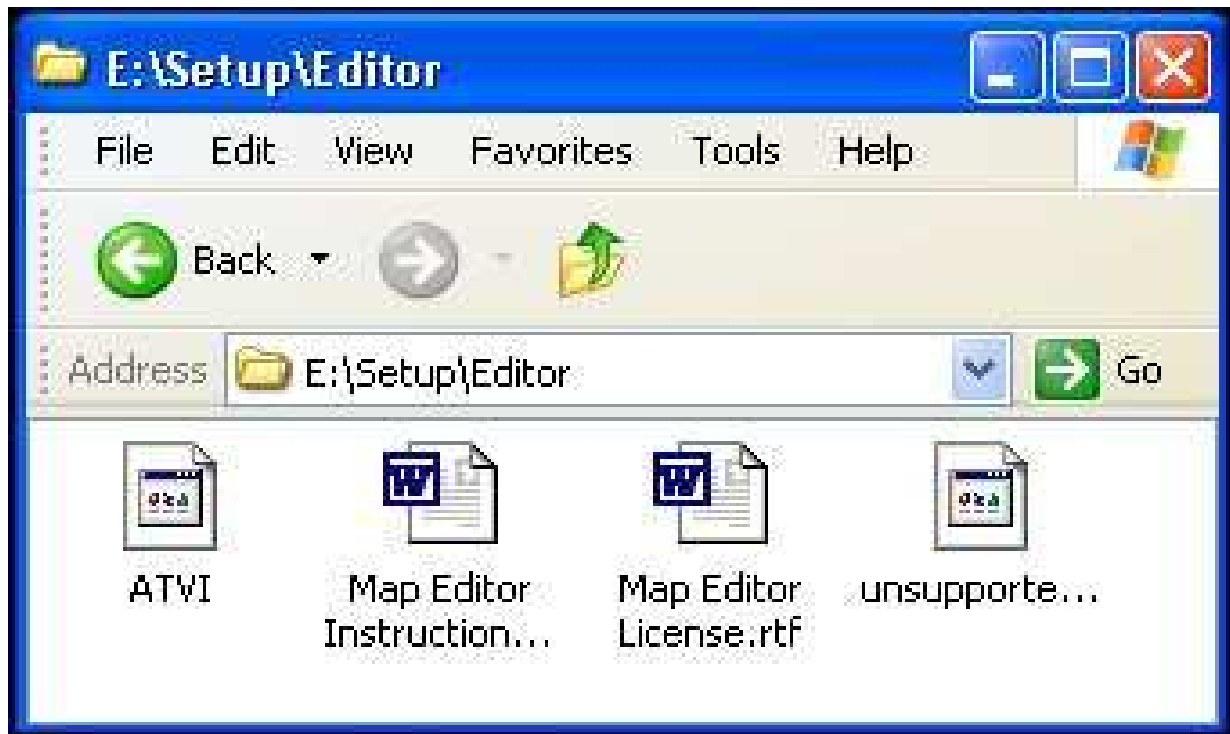 E:\Setup\Editor
File Edit View Favorites Tools Help
Back
Address E:\Setup\Editor Go
ATVI Map Editor Map Editor unsupporte...
Instruction... License.rtf